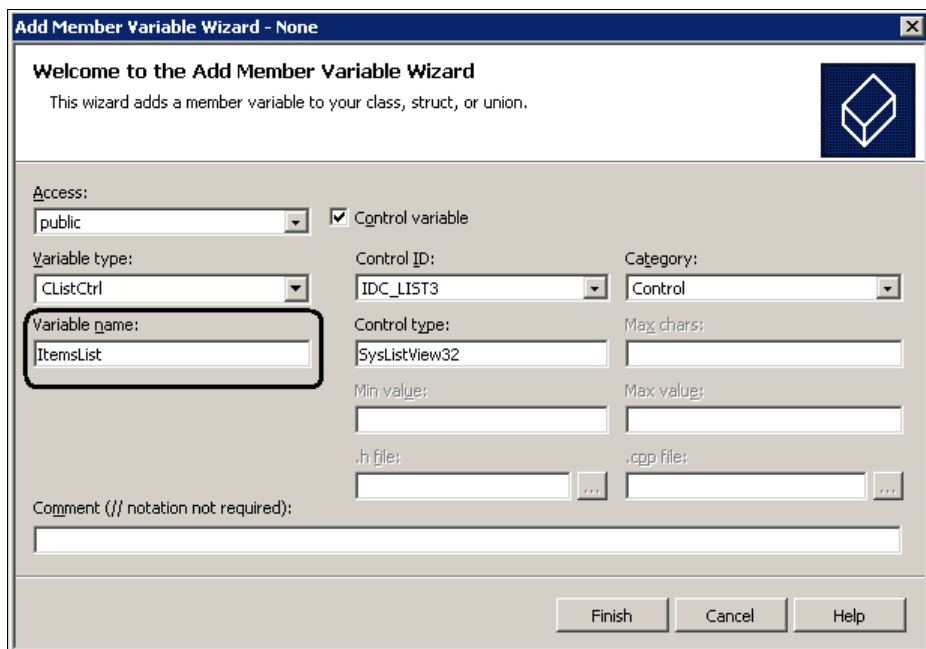 Add Member Variable Wizard - None
Welcome to the Add Member Variable Wizard
This wizard adds a member variable to your class, struct, or union.
Access:
public
Control variable
Variable type:
CListCtrl
Control ID:
IDC_LIST3
Category:
Control
Variable name:
ItemsList
Control type:
SysListView32
Max chars:
Min value:
Max value:
.h file:
...
.cpp file:
...
Comment (// notation not required):
Finish
Cancel
Help